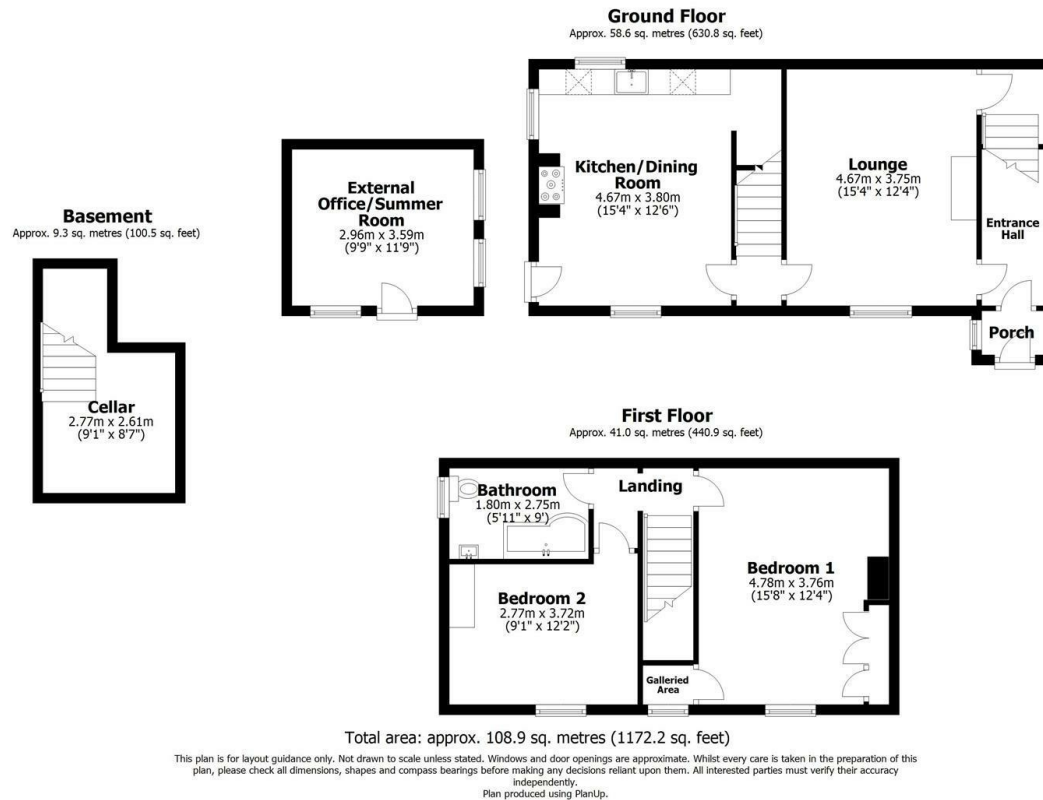 Ground Floor
Approx. 58.6 sq. metres (630.8 sq. feet)
Kitchen/Dining
Room
4.67m x 3.80m
(15'4" x 12'6")
Lounge
4.67m x 3.75m
(15'4" x 12'4")
Entrance
Hall
Porch
External
Office/Summer
Room
2.96m x 3.59m
(9'9" x 11'9")
Basement
Approx. 9.3 sq. metres (100.5 sq. feet)
Cellar
2.77m x 2.61m
(9'1" x 8'7")
First Floor
Approx. 41.0 sq. metres (440.9 sq. feet)
Bathroom
1.80m x 2.75m
(5'11" x 9')
Landing
Bedroom 1
4.78m x 3.76m
(15'8" x 12'4")
Bedroom 2
2.77m x 3.72m
(9'1" x 12'2")
Galleried
Area
Total area: approx. 108.9 sq. metres (1172.2 sq. feet)
This plan is for layout guidance only. Not drawn to scale unless stated. Windows and door openings are approximate. Whilst every care is taken in the preparation of this
plan, please check all dimensions, shapes and compass bearings before making any decisions reliant upon them. All interested parties must verify their accuracy
independently.
Plan produced using PlanUp.